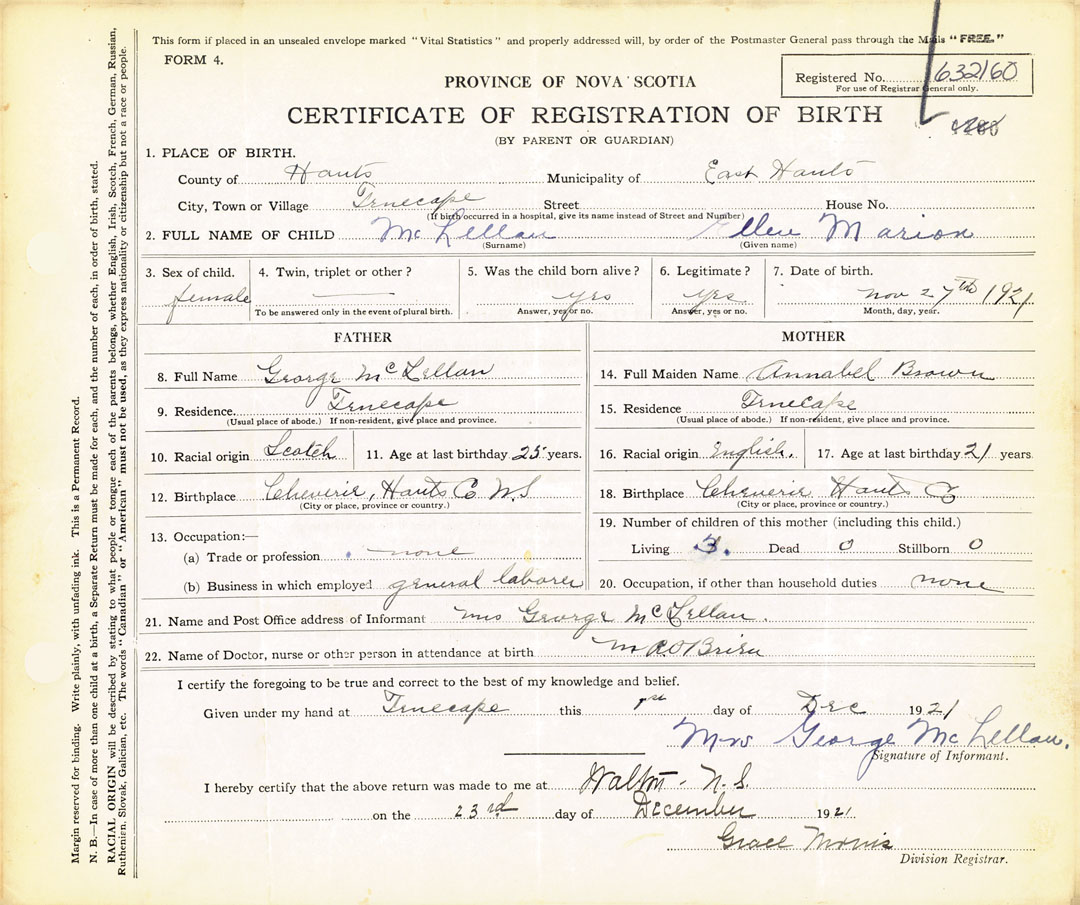 This form if placed in an unsealed envelope marked "Vital Statistics" and properly addressed will, by order of the Postmaster General pass through the Mails "FREE."
FORM 4.
PROVINCE OF NOVA SCOTIA
Registered No. 632160
For use of Registrar General only.
CERTIFICATE OF REGISTRATION OF BIRTH
(BY PARENT OR GUARDIAN)
1. PLACE OF BIRTH.
County of Hants Municipality of East Hants
City, Town or Village Tenecape Street House No.
(If birth occurred in a hospital, give its name instead of Street and Number)
2. FULL NAME OF CHILD McLellan Ellen Marion
(Surname) (Given name)
3. Sex of child. 4. Twin, triplet or other? 5. Was the child born alive? 6. Legitimate? 7. Date of birth.
female yes yes. nov 27th 1921.
To be answered only in the event of plural birth. Answer, yes or no. Answer, yes or no. Month, day, year.
FATHER
8. Full Name George McLellan
9. Residence. Tenecape
(Usual place of abode.) If non-resident, give place and province.
10. Racial origin Scotch 11. Age at last birthday 25 years.
12. Birthplace Cheverie, Hants Co N.S
(City or place, province or country.)
13. Occupation:—
(a) Trade or profession none
(b) Business in which employed general laborer
MOTHER
14. Full Maiden Name Annabel Brown
15. Residence Tenecape
(Usual place of abode.) If non-resident, give place and province.
16. Racial origin English. 17. Age at last birthday 21 years
18. Birthplace Cheverie Hants Co
(City or place, province or country.)
19. Number of children of this mother (including this child.)
Living 3. Dead 0 Stillborn 0
20. Occupation, if other than household duties none
21. Name and Post Office address of Informant Mrs George McLellan.
22. Name of Doctor, nurse or other person in attendance at birth O'Brien
I certify the foregoing to be true and correct to the best of my knowledge and belief.
Given under my hand at Tenecape this day of Dec 1921
Mrs George McLellan.
Signature of Informant.
I hereby certify that the above return was made to me at Walton - N.S.
on the 23rd day of December 1921
Grace Morris
Division Registrar.
Margin reserved for binding. Write plainly, with unfading ink. This is a Permanent Record.
N. B.—In case of more than one child at a birth, a Separate Return must be made for each, and the number of each, in order of birth, stated.
RACIAL ORIGIN will be described by stating to what people or tongue each of the parents belongs, whether English, Irish, Scotch, French, German, Russian,
Ruthenien, Slovak, Galician, etc. The words "Canadian" or "American" must not be used, as they express nationality or citizenship but not a race or people.